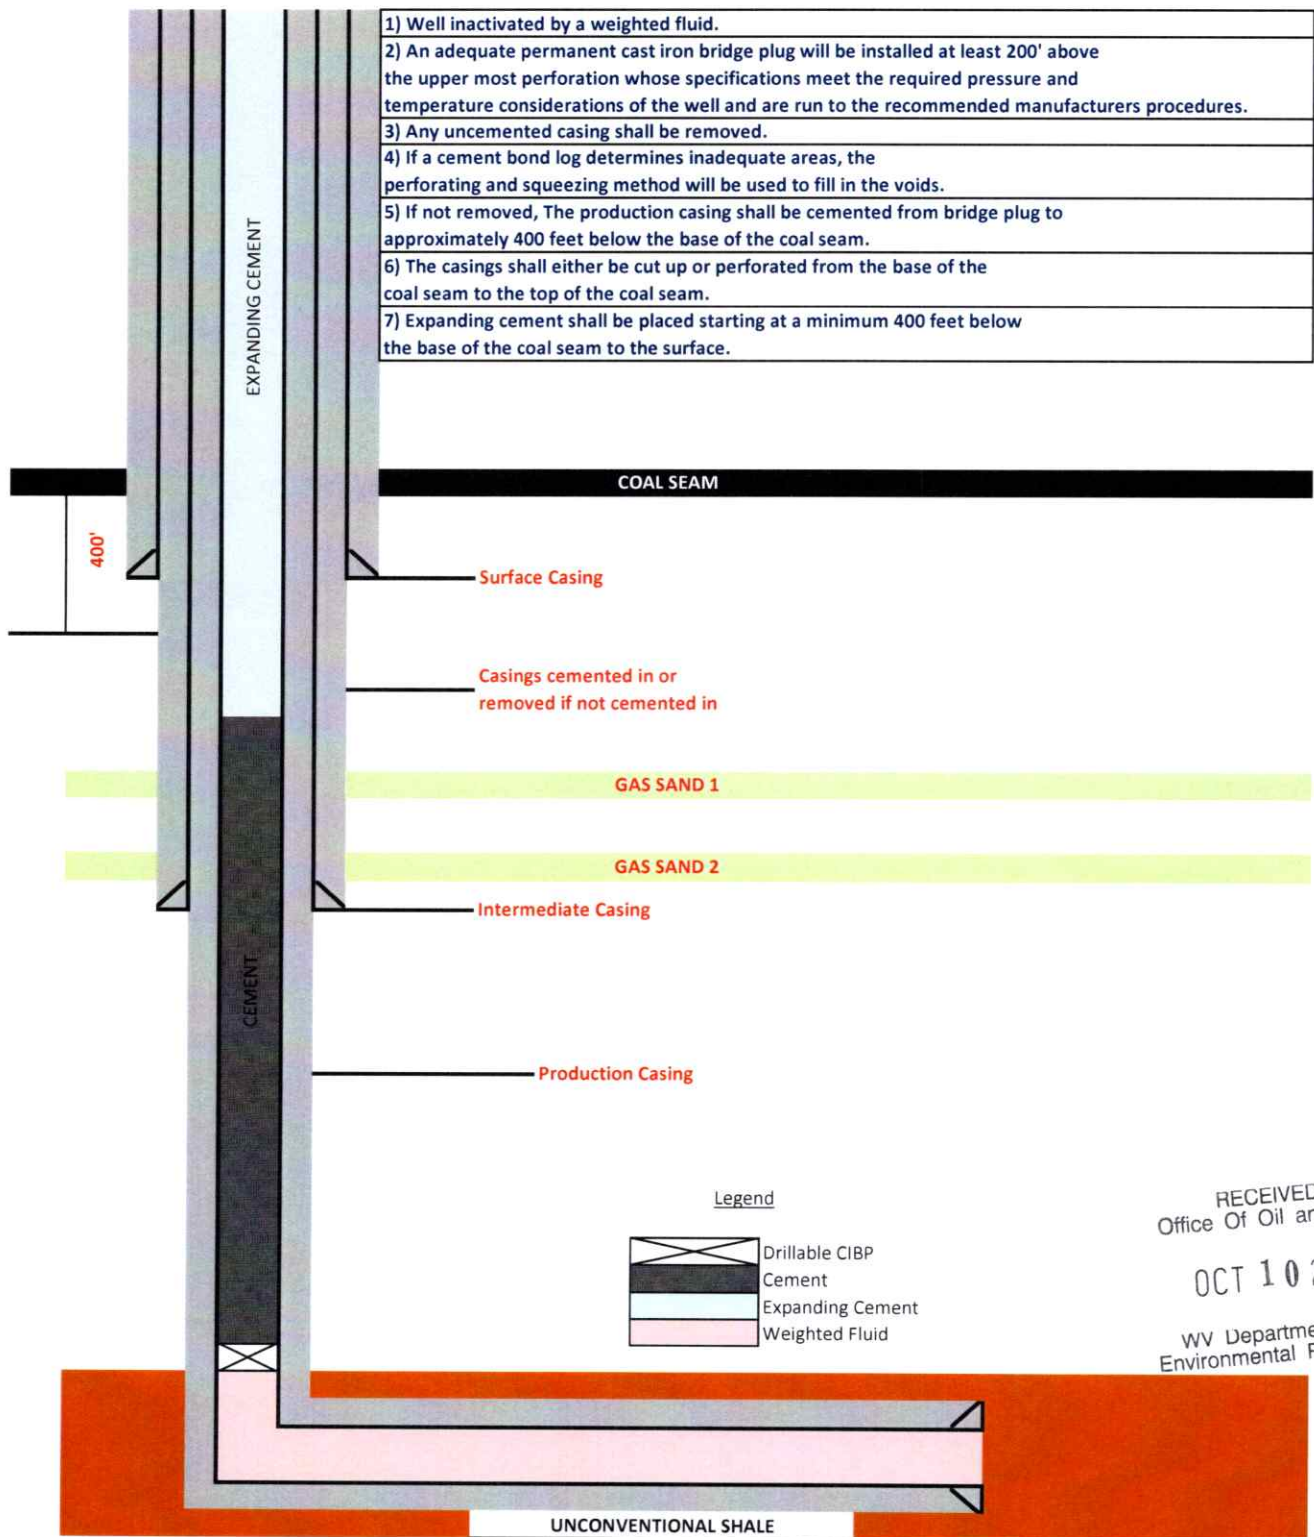 1) Well inactivated by a weighted fluid.
2) An adequate permanent cast iron bridge plug will be installed at least 200' above
the upper most perforation whose specifications meet the required pressure and
temperature considerations of the well and are run to the recommended manufacturers procedures.
3) Any uncemented casing shall be removed.
4) If a cement bond log determines inadequate areas, the
perforating and squeezing method will be used to fill in the voids.
5) If not removed, The production casing shall be cemented from bridge plug to
approximately 400 feet below the base of the coal seam.
6) The casings shall either be cut up or perforated from the base of the
coal seam to the top of the coal seam.
7) Expanding cement shall be placed starting at a minimum 400 feet below
the base of the coal seam to the surface.
EXPANDING CEMENT
COAL SEAM
400'
Surface Casing
Casings cemented in or
removed if not cemented in
GAS SAND 1
GAS SAND 2
Intermediate Casing
CEMENT
Production Casing
Legend
Drillable CIBP
Cement
Expanding Cement
Weighted Fluid
RECEIVED
Office Of Oil
OCT 10
WV
Environmental
UNCONVENTIONAL SHALE